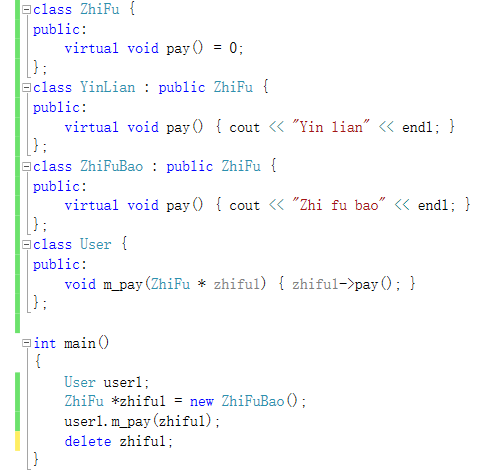 class ZhiFu {
public:
    virtual void pay() = 0;
};
class YinLian : public ZhiFu {
public:
    virtual void pay() { cout << "Yin lian" << endl; }
};
class ZhiFuBao : public ZhiFu {
public:
    virtual void pay() { cout << "Zhi fu bao" << endl; }
};
class User {
public:
    void m_pay(ZhiFu * zhifu1) { zhifu1->pay(); }
};

int main()
{
    User user1;
    ZhiFu *zhifu1 = new ZhiFuBao();
    user1.m_pay(zhifu1);
    delete zhifu1;
}